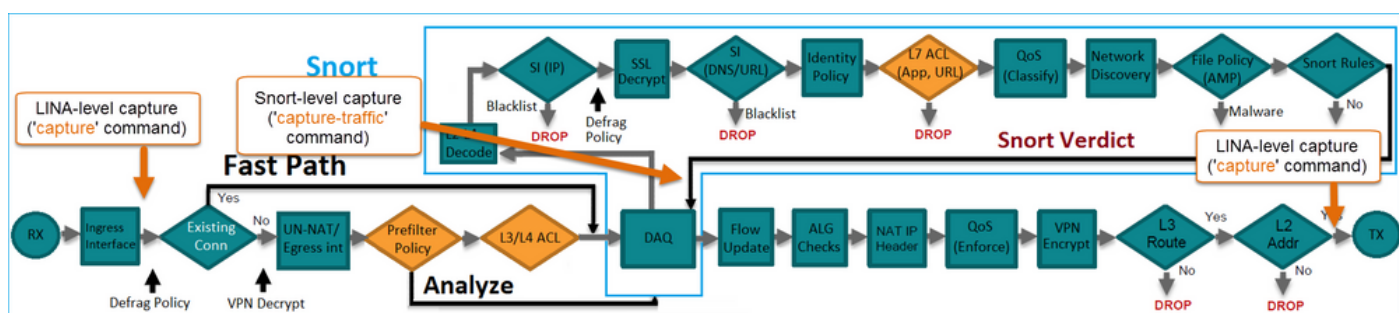 Snort
LINA-level capture
('capture' command)
Snort-level capture
('capture-traffic'
command)
SI (IP)
SSL
Decrypt
SI
(DNS/URL)
Identity
Policy
L7 ACL
(App, URL)
QoS
(Classify)
Network
Discovery
File Policy
(AMP)
Snort Rules
Blacklist
DROP
Defrag
Policy
Blacklist
DROP
DROP
Malware
DROP
No
Decode
Snort Verdict
LINA-level capture
('capture' command)
Fast Path
RX
Ingress
Interface
Existing
Conn
Yes
No
UN-NAT/
Egress int
Prefilter
Policy
L3/L4 ACL
DAQ
Flow
Update
ALG
Checks
NAT IP
Header
QoS
(Enforce)
VPN
Encrypt
L3
Route
Yes
L2
Addr
TX
Defrag Policy
VPN Decrypt
Analyze
No
DROP
No
DROP